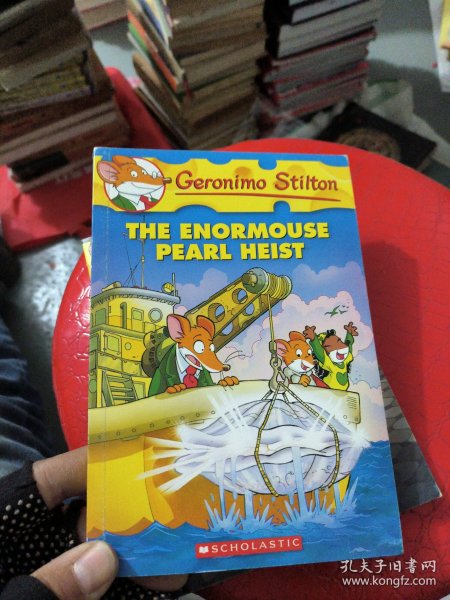 Geronimo Stilton
THE ENORMOUSE
PEARL HEIST
SCHOLASTIC
孔夫子旧书网
www.kongfz.com